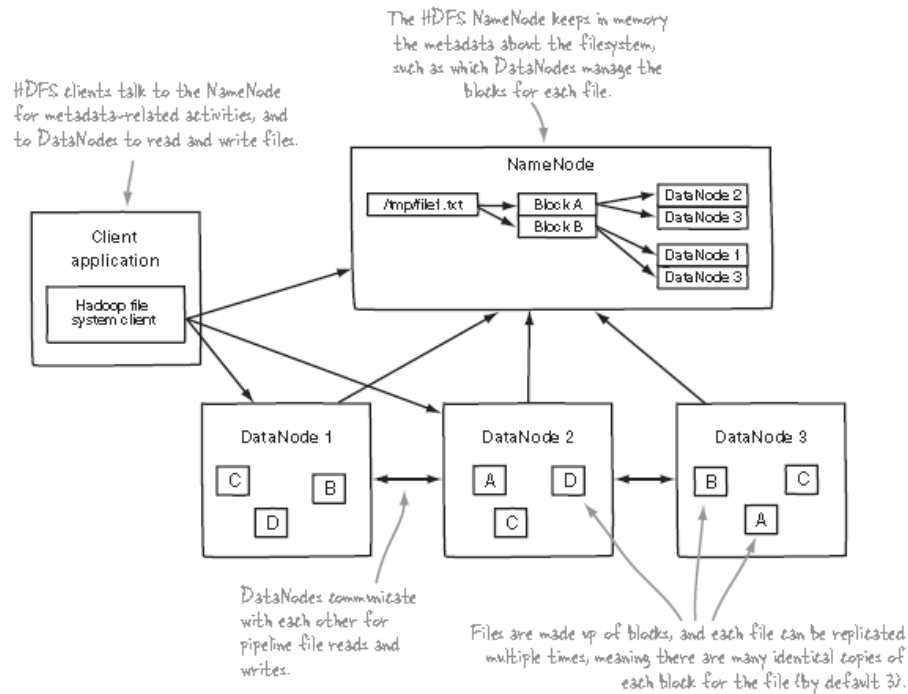 The HDFS NameNode keeps in memory
the metadata about the filesystem,
such as which DataNodes manage the
blocks for each file.
HDFS clients talk to the NameNode
for metadata-related activities, and
to DataNodes to read and write files.
NameNode
/tmp/file1.txt
Block A
Block B
DataNode 2
DataNode 3
DataNode 1
DataNode 3
Client
application
Hadoop file
system client
DataNode 1
C
B
D
DataNode 2
A
D
C
DataNode 3
B
C
A
DataNodes communicate
with each other for
pipeline file reads and
writes.
Files are made up of blocks, and each file can be replicated
multiple times, meaning there are many identical copies of
each block for the file (by default 3).